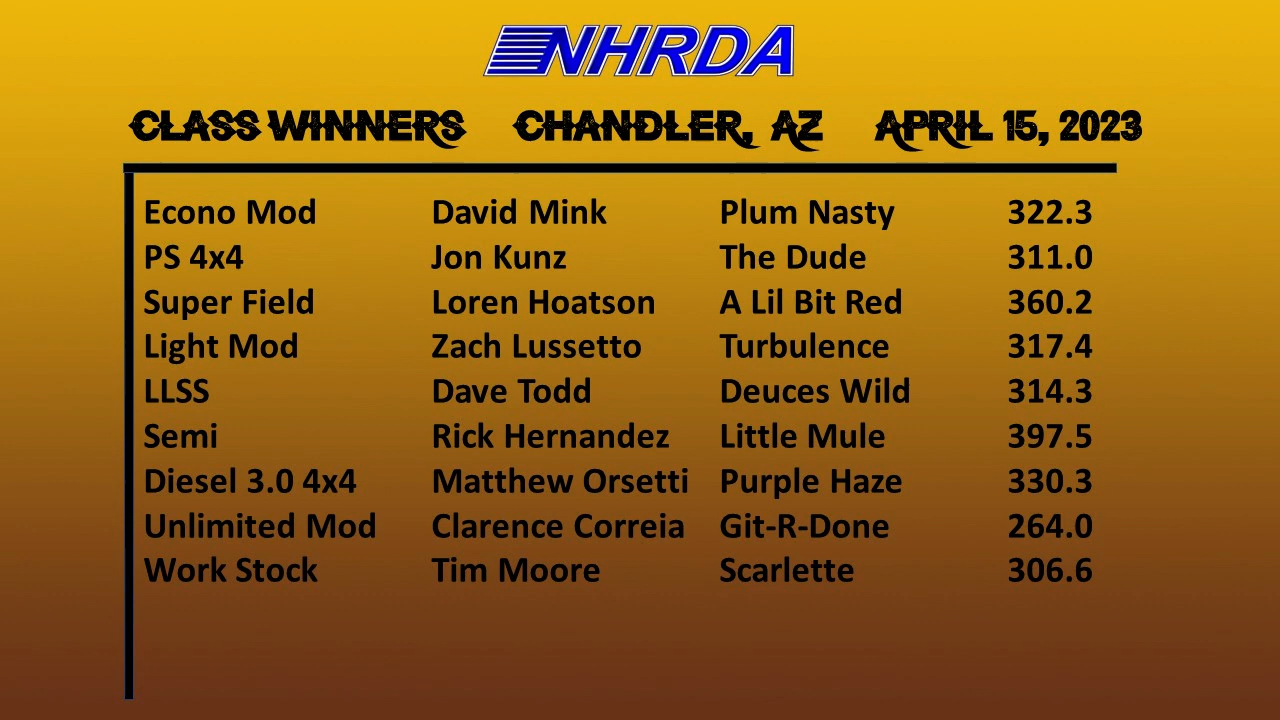 NHRDA
CLASS WINNERS CHANDLER, AZ APRIL 15, 2023
Econo Mod David Mink Plum Nasty 322.3
PS 4x4 Jon Kunz The Dude 311.0
Super Field Loren Hoatson A Lil Bit Red 360.2
Light Mod Zach Lussetto Turbulence 317.4
LLSS Dave Todd Deuces Wild 314.3
Semi Rick Hernandez Little Mule 397.5
Diesel 3.0 4x4 Matthew Orsetti Purple Haze 330.3
Unlimited Mod Clarence Correia Git-R-Done 264.0
Work Stock Tim Moore Scarlette 306.6